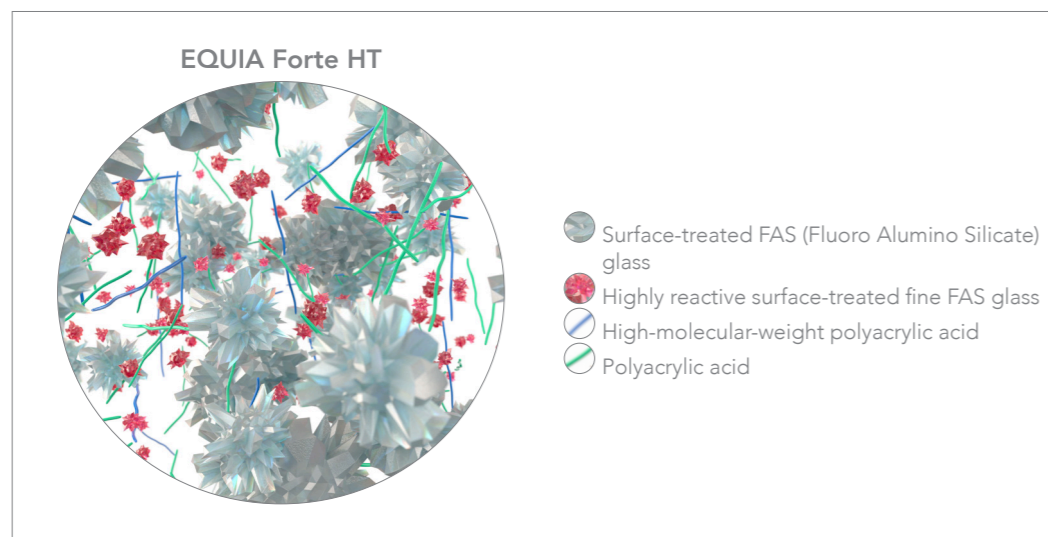 EQUIA Forte HT
Surface-treated FAS (Fluoro Alumino Silicate)
glass
Highly reactive surface-treated fine FAS glass
High-molecular-weight polyacrylic acid
Polyacrylic acid